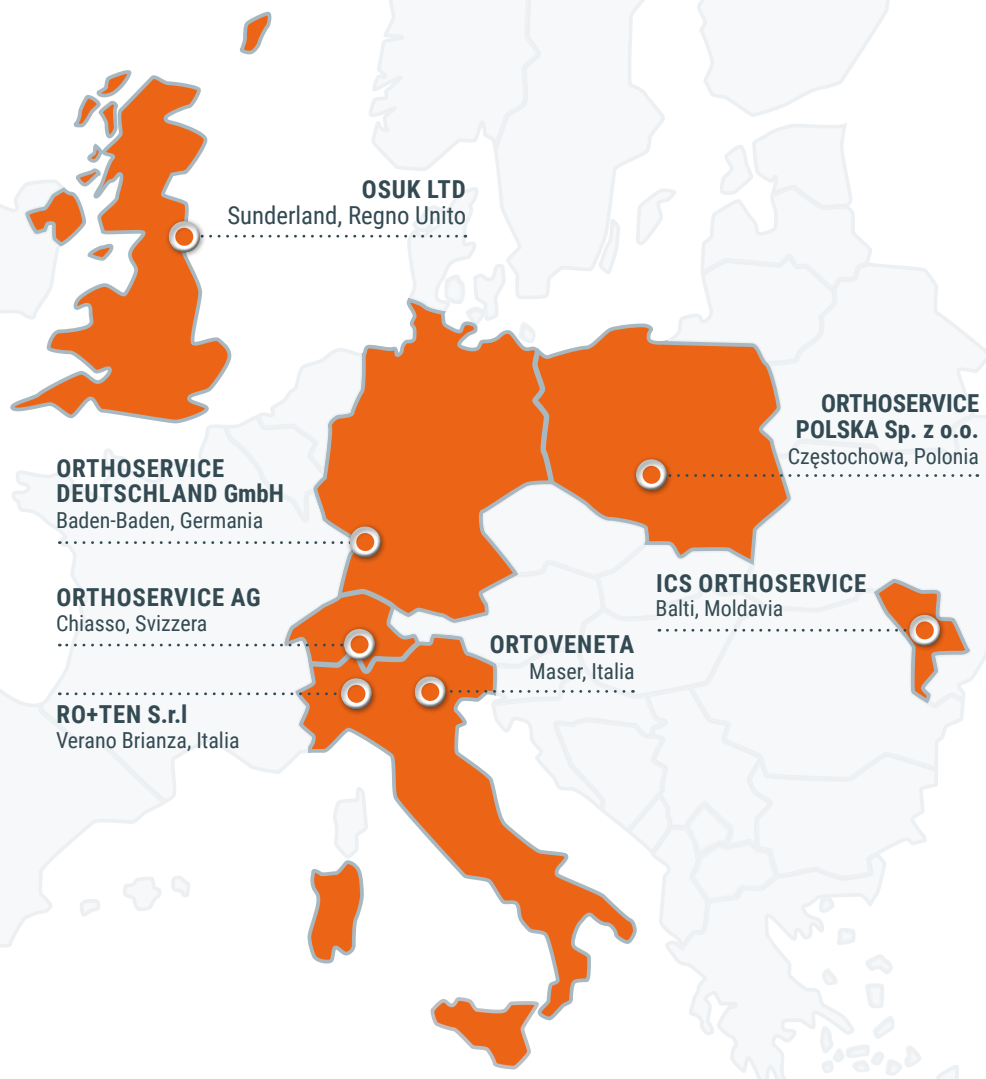 OSUK LTD
Sunderland, Regno Unito
ORTHOSERVICE
POLSKA Sp. z o.o.
Częstochowa, Polonia
ORTHOSERVICE
DEUTSCHLAND GmbH
Baden-Baden, Germania
ICS ORTHOSERVICE
Balti, Moldavia
ORTHOSERVICE AG
Chiasso, Svizzera
ORTOVENETA
Maser, Italia
RO+TEN S.r.l
Verano Brianza, Italia